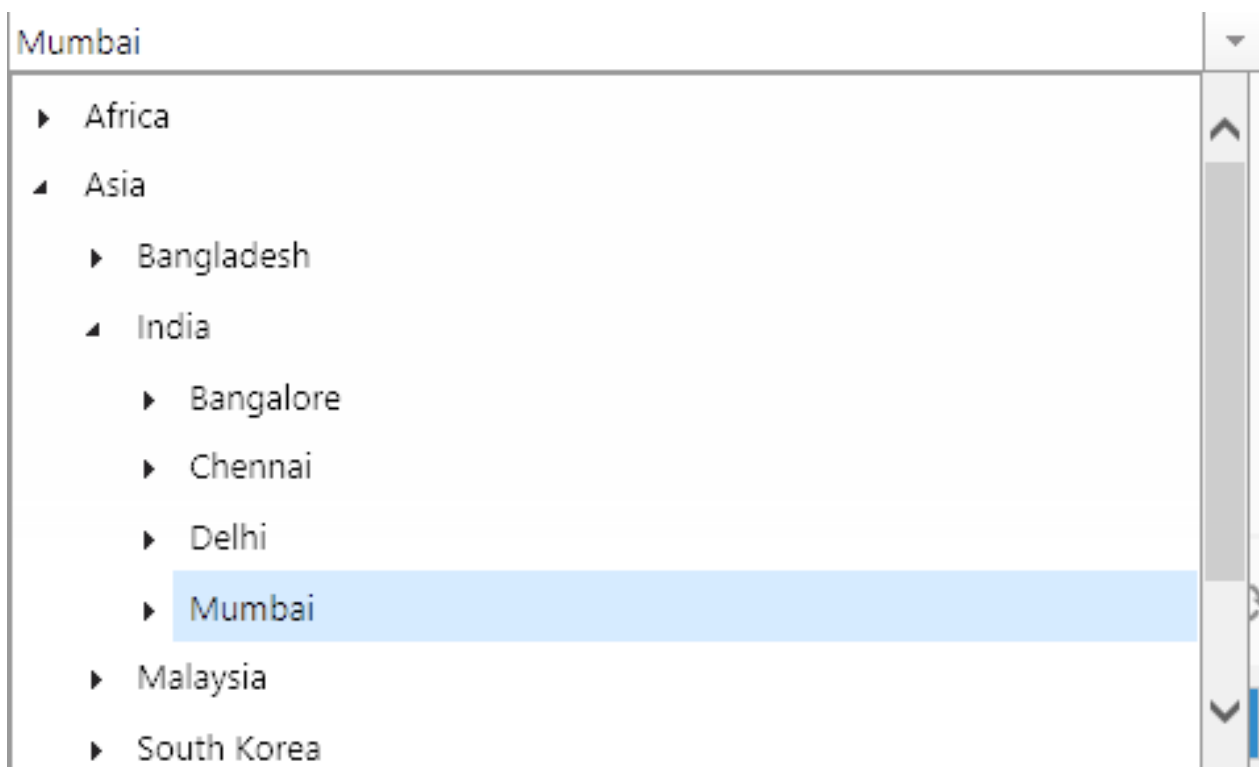 Mumbai
Africa
Asia
Bangladesh
India
Bangalore
Chennai
Delhi
Mumbai
Malaysia
South Korea